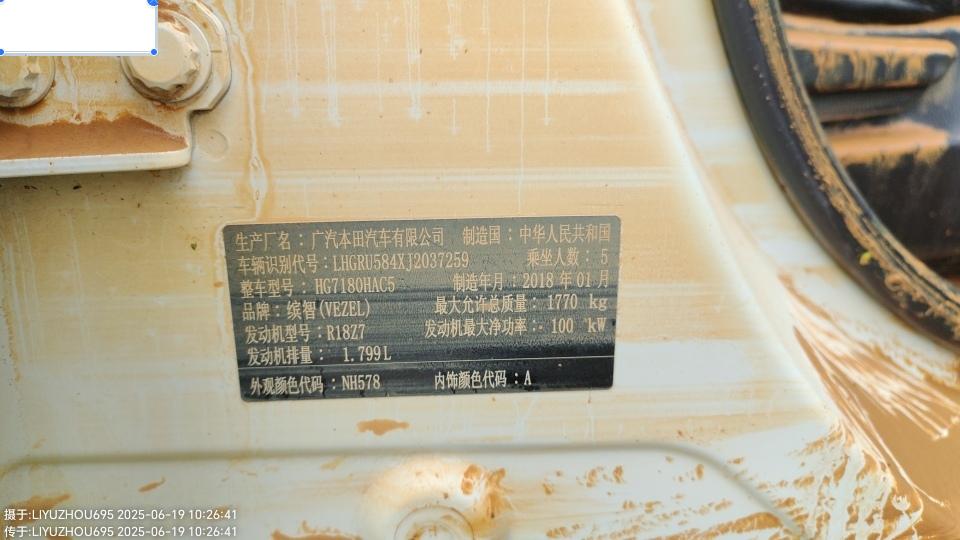 生产厂名：广汽本田汽车有限公司 制造国：中华人民共和国
车辆识别代号：LHGRU584XJ2037259 乘坐人数：5
整车型号：HG7180HAC5 制造年月：2018年01月
品牌：缤智(VEZEL) 最大允许总质量：1770 kg
发动机型号：R18Z7 发动机最大净功率：100 kW
发动机排量：1.799L
外观颜色代码：NH578 内饰颜色代码：A
摄于:LIYUZHOU695 2025-06-19 10:26:41
传于:LIYUZHOU695 2025-06-19 10:26:41